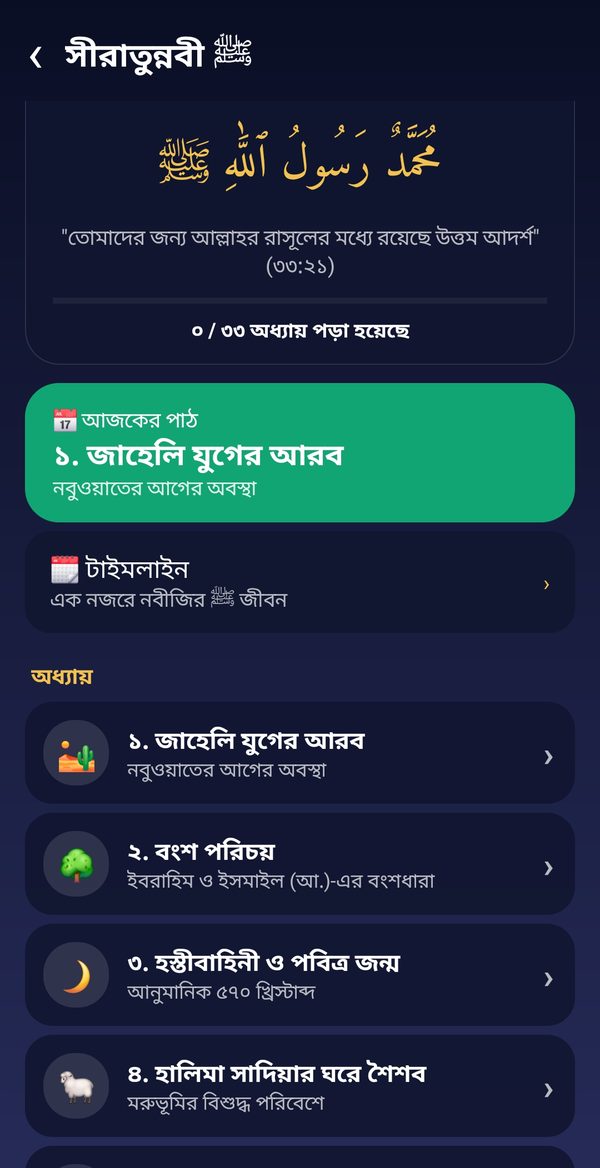 সীরাতুন্নবী ﷺ
مُحَمَّدٌ رَسُولُ ٱللَّٰهِ ﷺ
"তোমাদের জন্য আল্লাহর রাসূলের মধ্যে রয়েছে উত্তম আদর্শ"
(৩৩:২১)
০ / ৩৩ অধ্যায় পড়া হয়েছে
📅 আজকের পাঠ
১. জাহেলি যুগের আরব
নবুওয়াতের আগের অবস্থা
🗓️ টাইমলাইন
এক নজরে নবীজির ﷺ জীবন
অধ্যায়
১. জাহেলি যুগের আরব
নবুওয়াতের আগের অবস্থা
২. বংশ পরিচয়
ইবরাহিম ও ইসমাইল (আ.)-এর বংশধারা
৩. হস্তীবাহিনী ও পবিত্র জন্ম
আনুমানিক ৫৭০ খ্রিস্টাব্দ
৪. হালিমা সাদিয়ার ঘরে শৈশব
মরুভূমির বিশুদ্ধ পরিবেশে